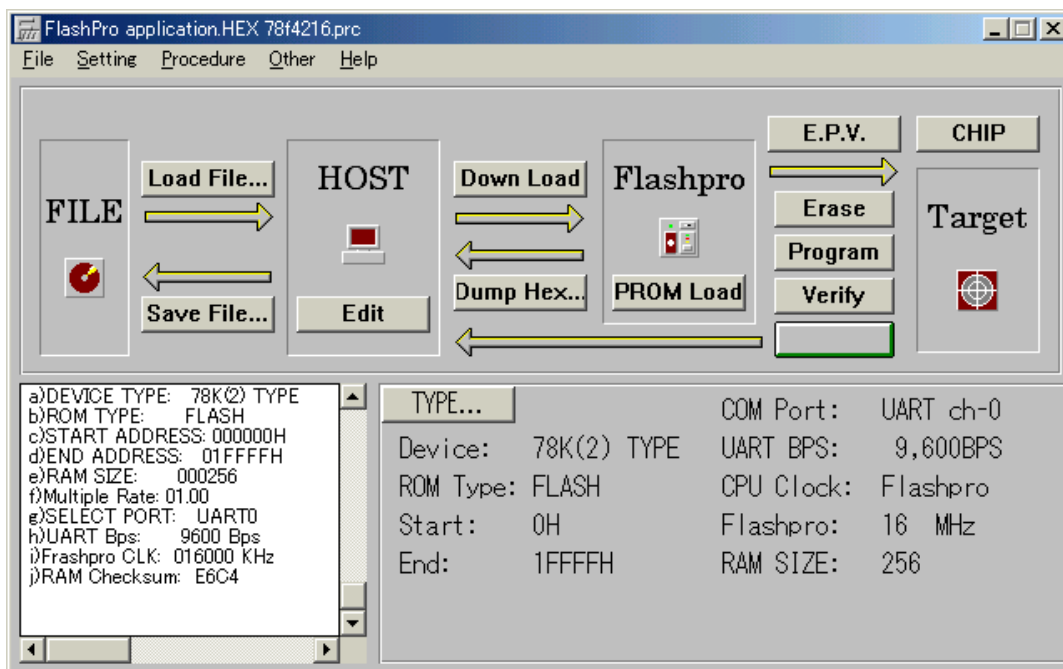 FlashPro application.HEX 78f4216.prc
File Setting Procedure Other Help
E.P.V. CHIP
Load File... HOST Down Load Flashpro
FILE Erase Target
Program
Save File... Edit Dump Hex... PROM Load Verify
a)DEVICE TYPE: 78K(2) TYPE
b)ROM TYPE: FLASH
c)START ADDRESS: 000000H
d)END ADDRESS: 01FFFFH
e)RAM SIZE: 000256
f)Multiple Rate: 01.00
g)SELECT PORT: UART0
h)UART Bps: 9600 Bps
i)Frashpro CLK: 016000 KHz
j)RAM Checksum: E6C4
TYPE... COM Port: UART ch-0
Device: 78K(2) TYPE UART BPS: 9,600BPS
ROM Type: FLASH CPU Clock: Flashpro
Start: 0H Flashpro: 16 MHz
End: 1FFFFH RAM SIZE: 256